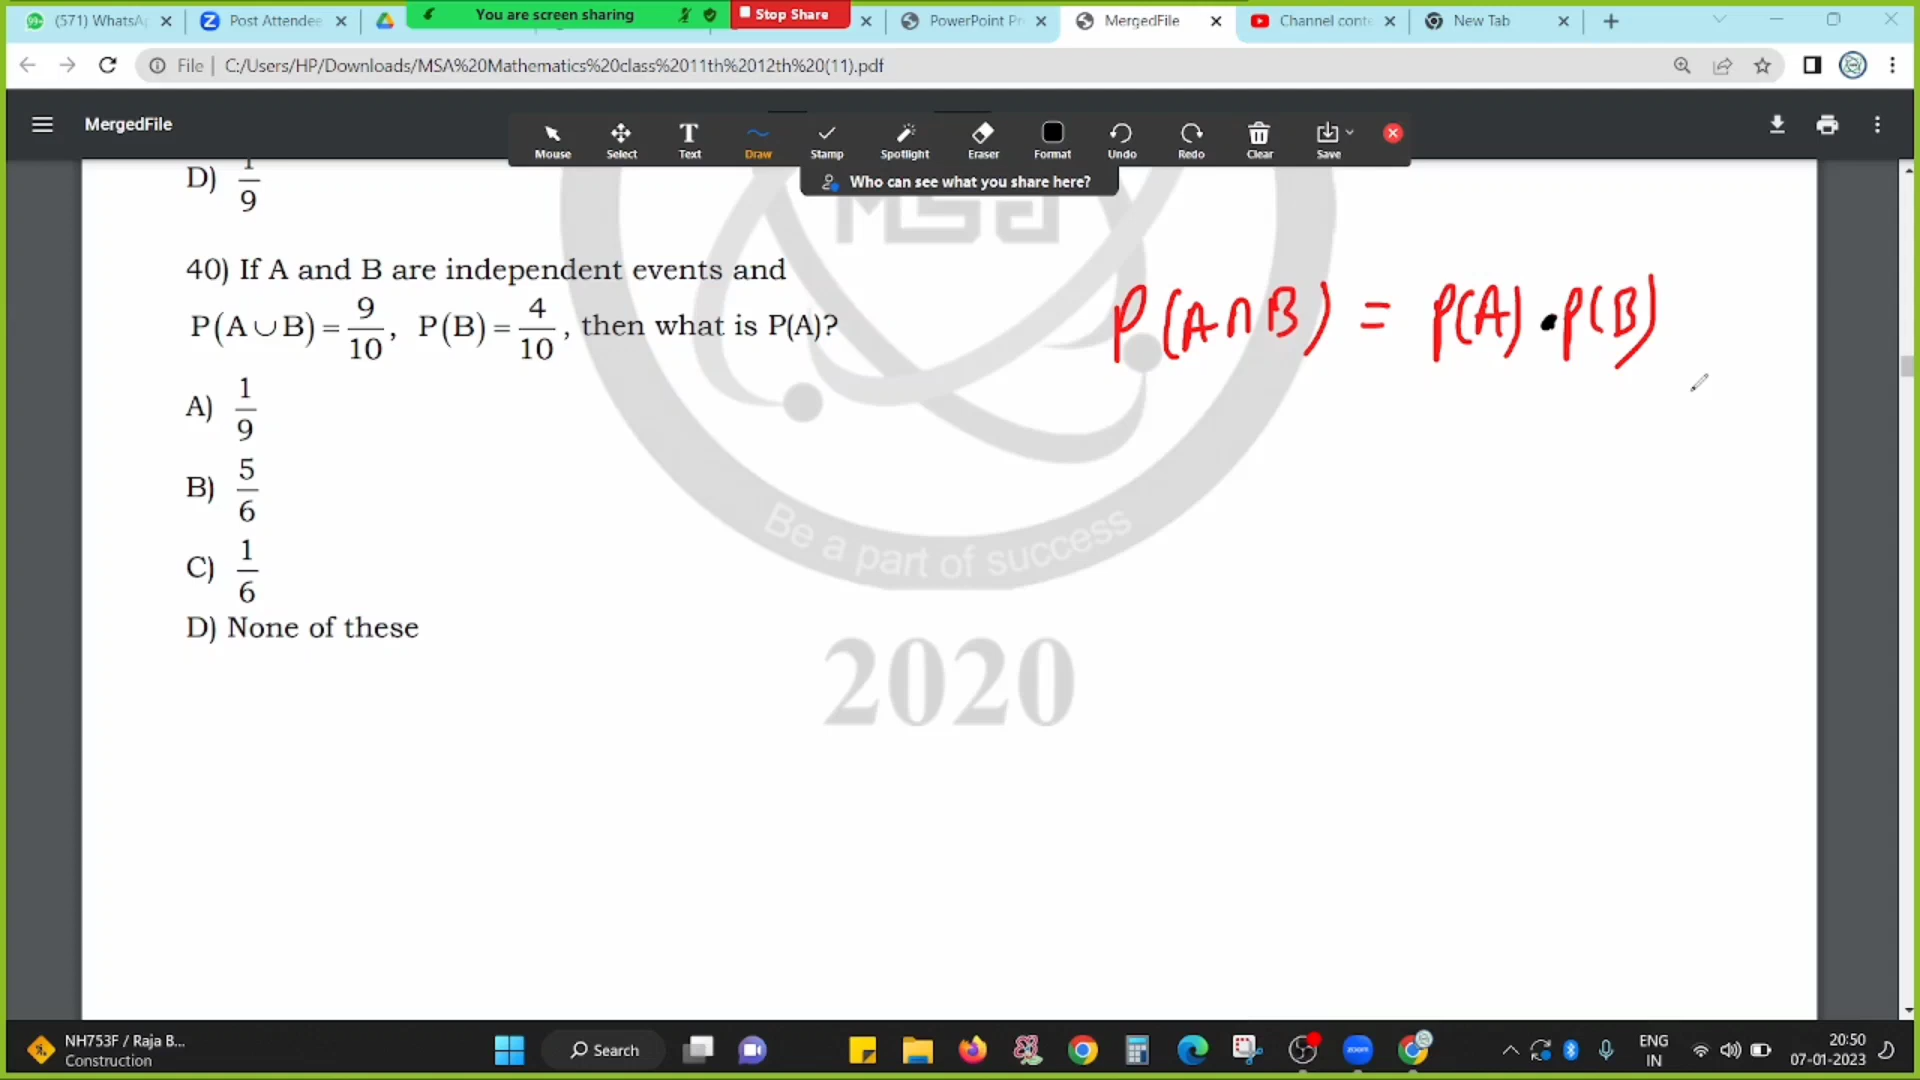 (571) WhatsAp
Post Attendee
You are screen sharing
Stop Share
PowerPoint Pr
MergedFile
Channel conte
New Tab
File | C:/Users/HP/Downloads/MSA%20Mathematics%20class%2011th%2012th%20(11).pdf
MergedFile
Mouse Select Text Draw Stamp Spotlight Eraser Format Undo Redo Clear Save
Who can see what you share here?
D) 1/9
MSA
40) If A and B are independent events and
P(A∪B) = 9/10, P(B) = 4/10, then what is P(A)?
P(A∩B) = P(A) • P(B)
A) 1/9
B) 5/6
C) 1/6
D) None of these
Be a part of success
2020
NH753F / Raja B...
Construction
Search
zoom
ENG
IN
20:50
07-01-2023